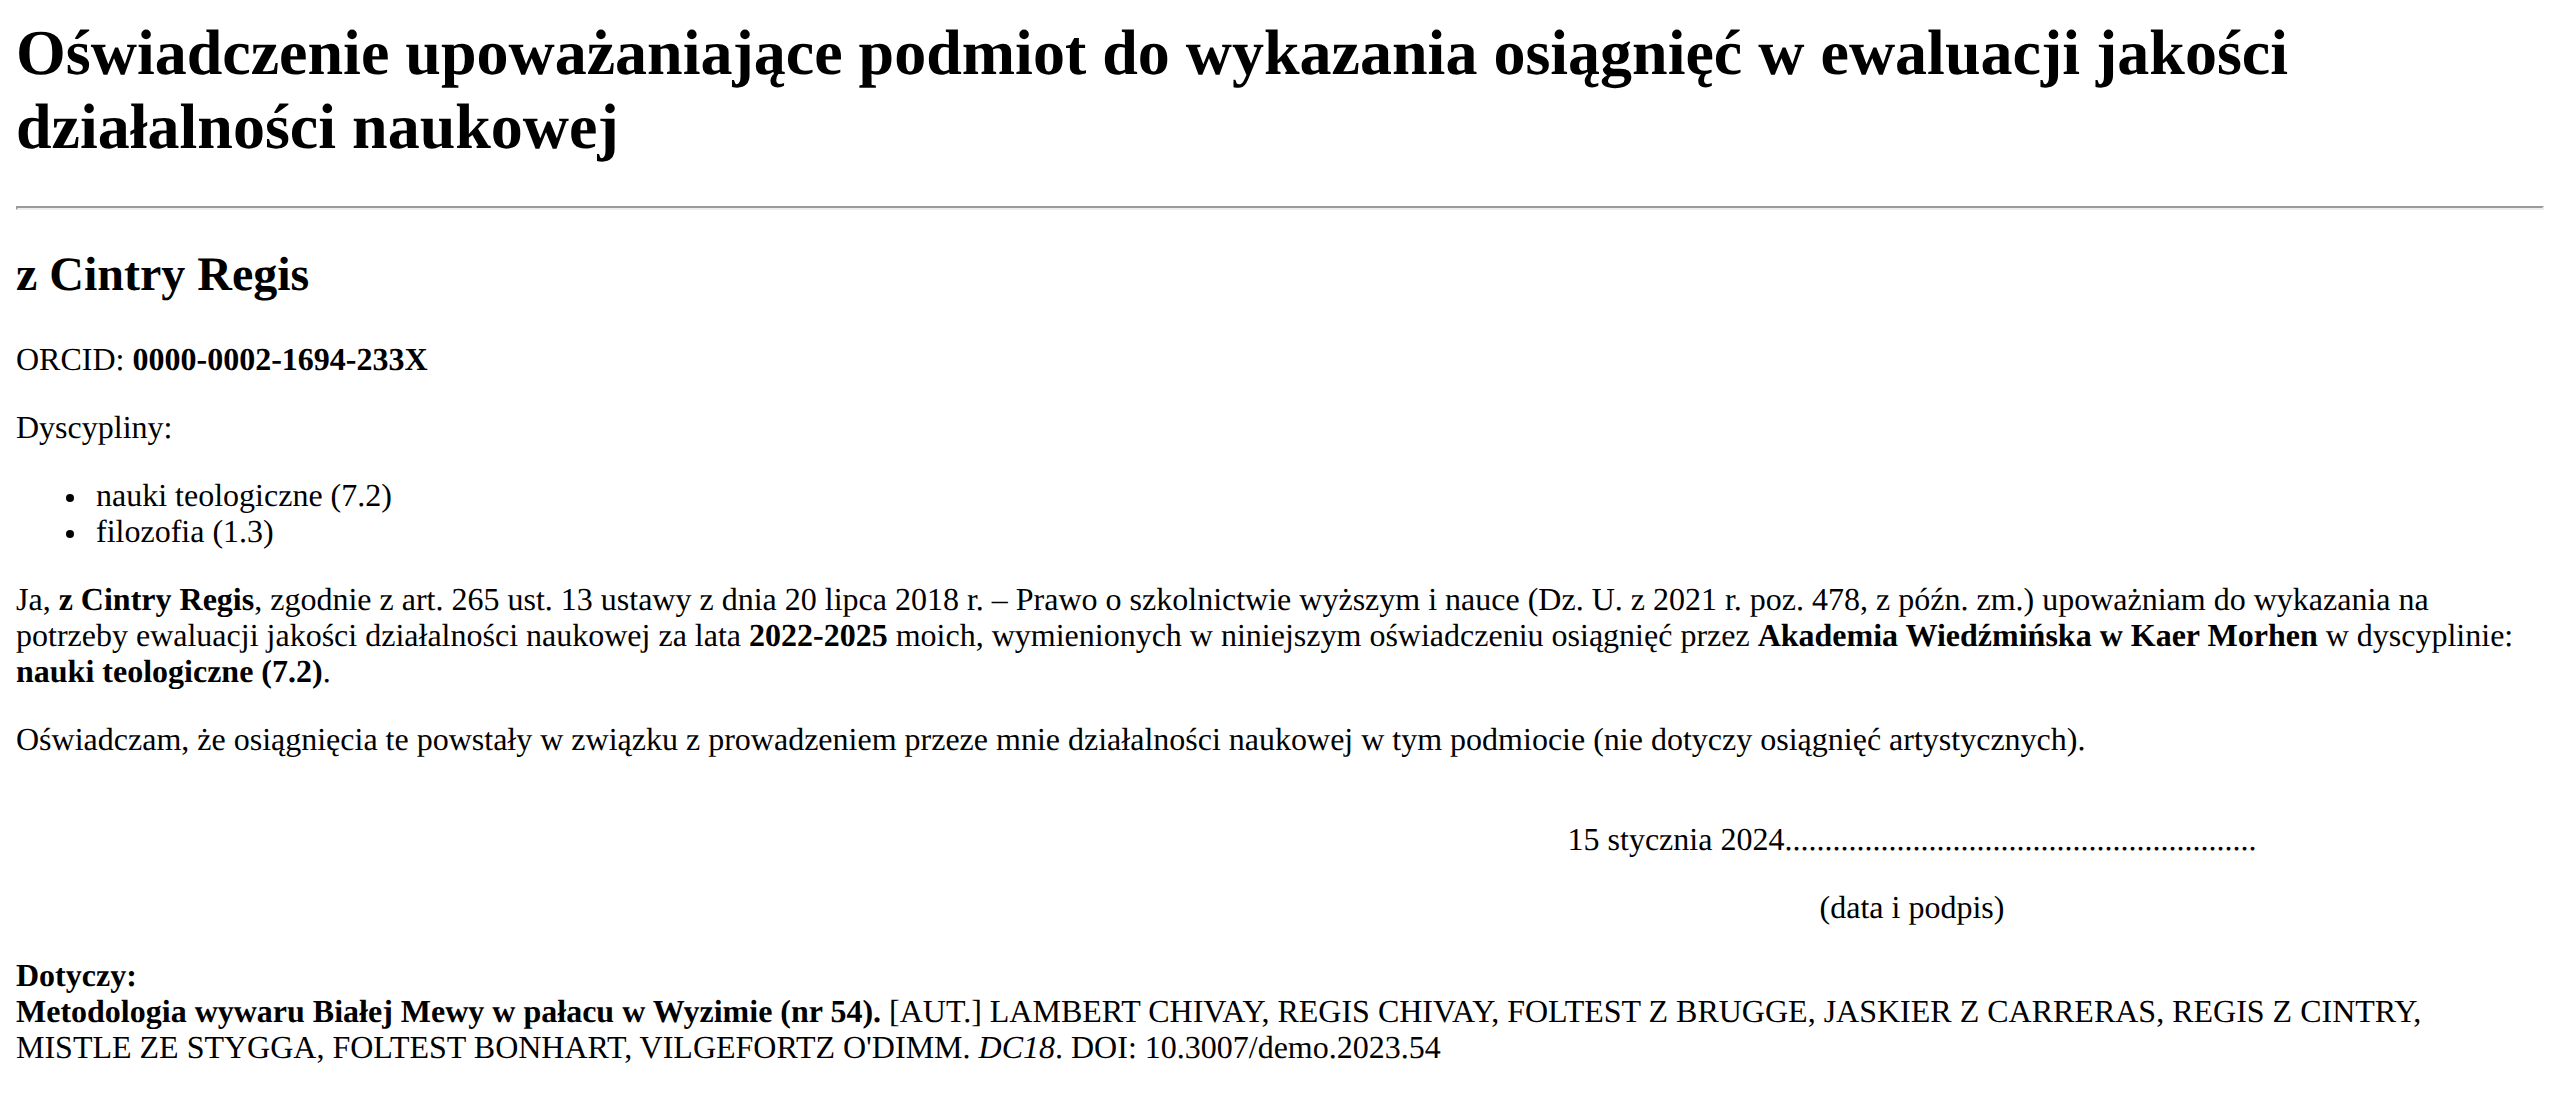 Oświadczenie upoważaniające podmiot do wykazania osiągnięć w ewaluacji jakości
działalności naukowej
z Cintry Regis
ORCID: 0000-0002-1694-233X
Dyscypliny:
• nauki teologiczne (7.2)
• filozofia (1.3)
Ja, z Cintry Regis, zgodnie z art. 265 ust. 13 ustawy z dnia 20 lipca 2018 r. – Prawo o szkolnictwie wyższym i nauce (Dz. U. z 2021 r. poz. 478, z późn. zm.) upoważniam do wykazania na
potrzeby ewaluacji jakości działalności naukowej za lata 2022-2025 moich, wymienionych w niniejszym oświadczeniu osiągnięć przez Akademia Wiedźmińska w Kaer Morhen w dyscyplinie:
nauki teologiczne (7.2).
Oświadczam, że osiągnięcia te powstały w związku z prowadzeniem przeze mnie działalności naukowej w tym podmiocie (nie dotyczy osiągnięć artystycznych).
15 stycznia 2024...........................................................
(data i podpis)
Dotyczy:
Metodologia wywaru Białej Mewy w pałacu w Wyzimie (nr 54). [AUT.] LAMBERT CHIVAY, REGIS CHIVAY, FOLTEST Z BRUGGE, JASKIER Z CARRERAS, REGIS Z CINTRY,
MISTLE ZE STYGGA, FOLTEST BONHART, VILGEFORTZ O'DIMM. DC18. DOI: 10.3007/demo.2023.54